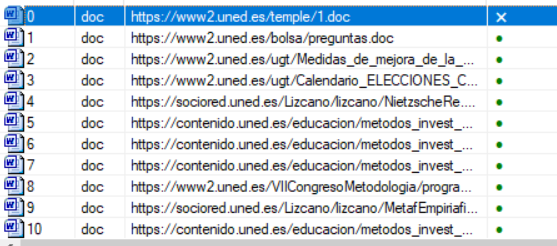 0 doc https://www2.uned.es/temple/1.doc ×
1 doc https://www2.uned.es/bolsa/preguntas.doc •
2 doc https://www2.uned.es/ugt/Medidas_de_mejora_de_la_... •
3 doc https://www2.uned.es/ugt/Calendario_ELECCIONES_C... •
4 doc https://sociored.uned.es/Lizcano/lizcano/NietzscheRe.... •
5 doc https://contenido.uned.es/educacion/metodos_invest_... •
6 doc https://contenido.uned.es/educacion/metodos_invest_... •
7 doc https://contenido.uned.es/educacion/metodos_invest_... •
8 doc https://www2.uned.es/VIICongresoMetodologia/progra... •
9 doc https://sociored.uned.es/Lizcano/lizcano/MetafEmpiriafi... •
10 doc https://contenido.uned.es/educacion/metodos_invest_... •